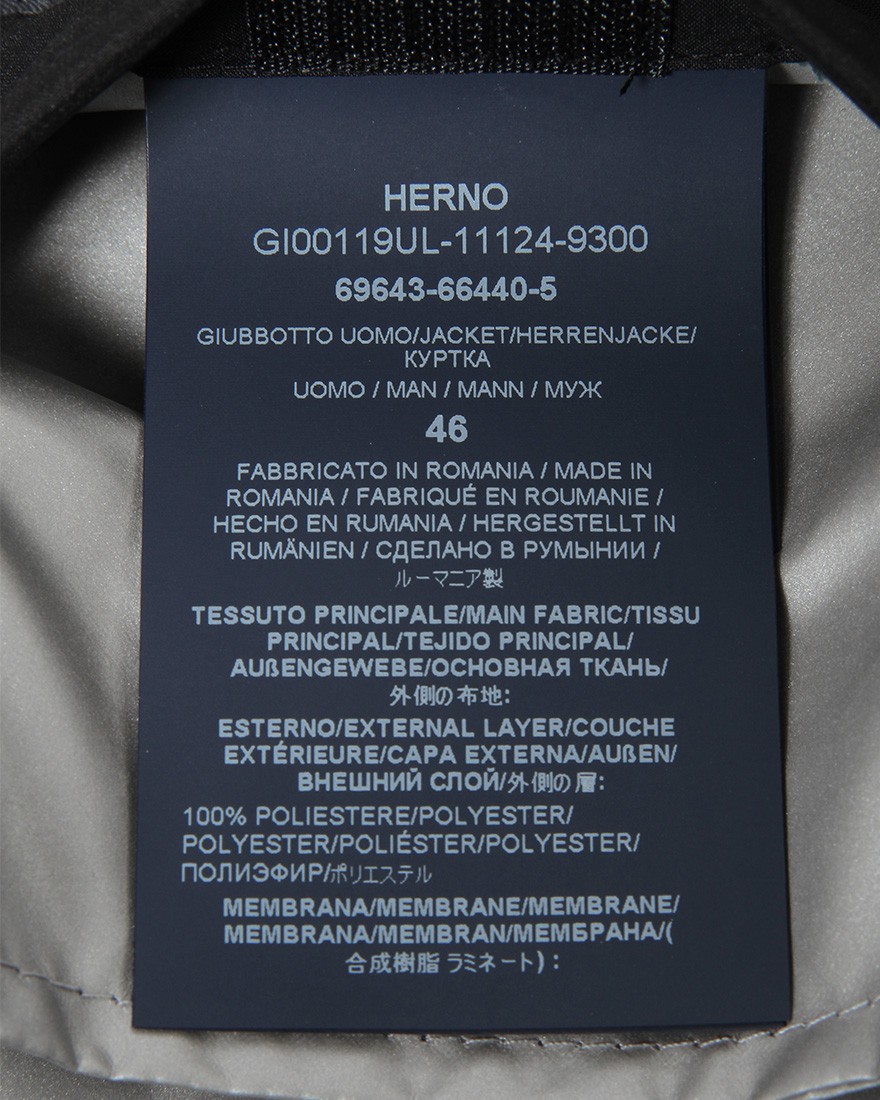 HERNO
GI00119UL-11124-9300
69643-66440-5
GIUBBOTTO UOMO/JACKET/HERRENJACKE/
КУРТКА
UOMO / MAN / MANN / МУЖ
46
FABBRICATO IN ROMANIA / MADE IN
ROMANIA / FABRIQUÉ EN ROUMANIE /
HECHO EN RUMANIA / HERGESTELLT IN
RUMÄNIEN / СДЕЛАНО В РУМЫНИИ /
ルーマニア製
TESSUTO PRINCIPALE/MAIN FABRIC/TISSU
PRINCIPAL/TEJIDO PRINCIPAL/
AUßENGEWEBE/ОСНОВНАЯ ТКАНЬ/
外側の布地:
ESTERNO/EXTERNAL LAYER/COUCHE
EXTÉRIEURE/CAPA EXTERNA/AUßEN/
ВНЕШНИЙ СЛОЙ/外側の層:
100% POLIESTERE/POLYESTER/
POLYESTER/POLIÉSTER/POLYESTER/
ПОЛИЭФИР/ポリエステル
MEMBRANA/MEMBRANE/MEMBRANE/
MEMBRANA/MEMBRAN/МЕМБРАНА/(
合成樹脂 ラミネート) :